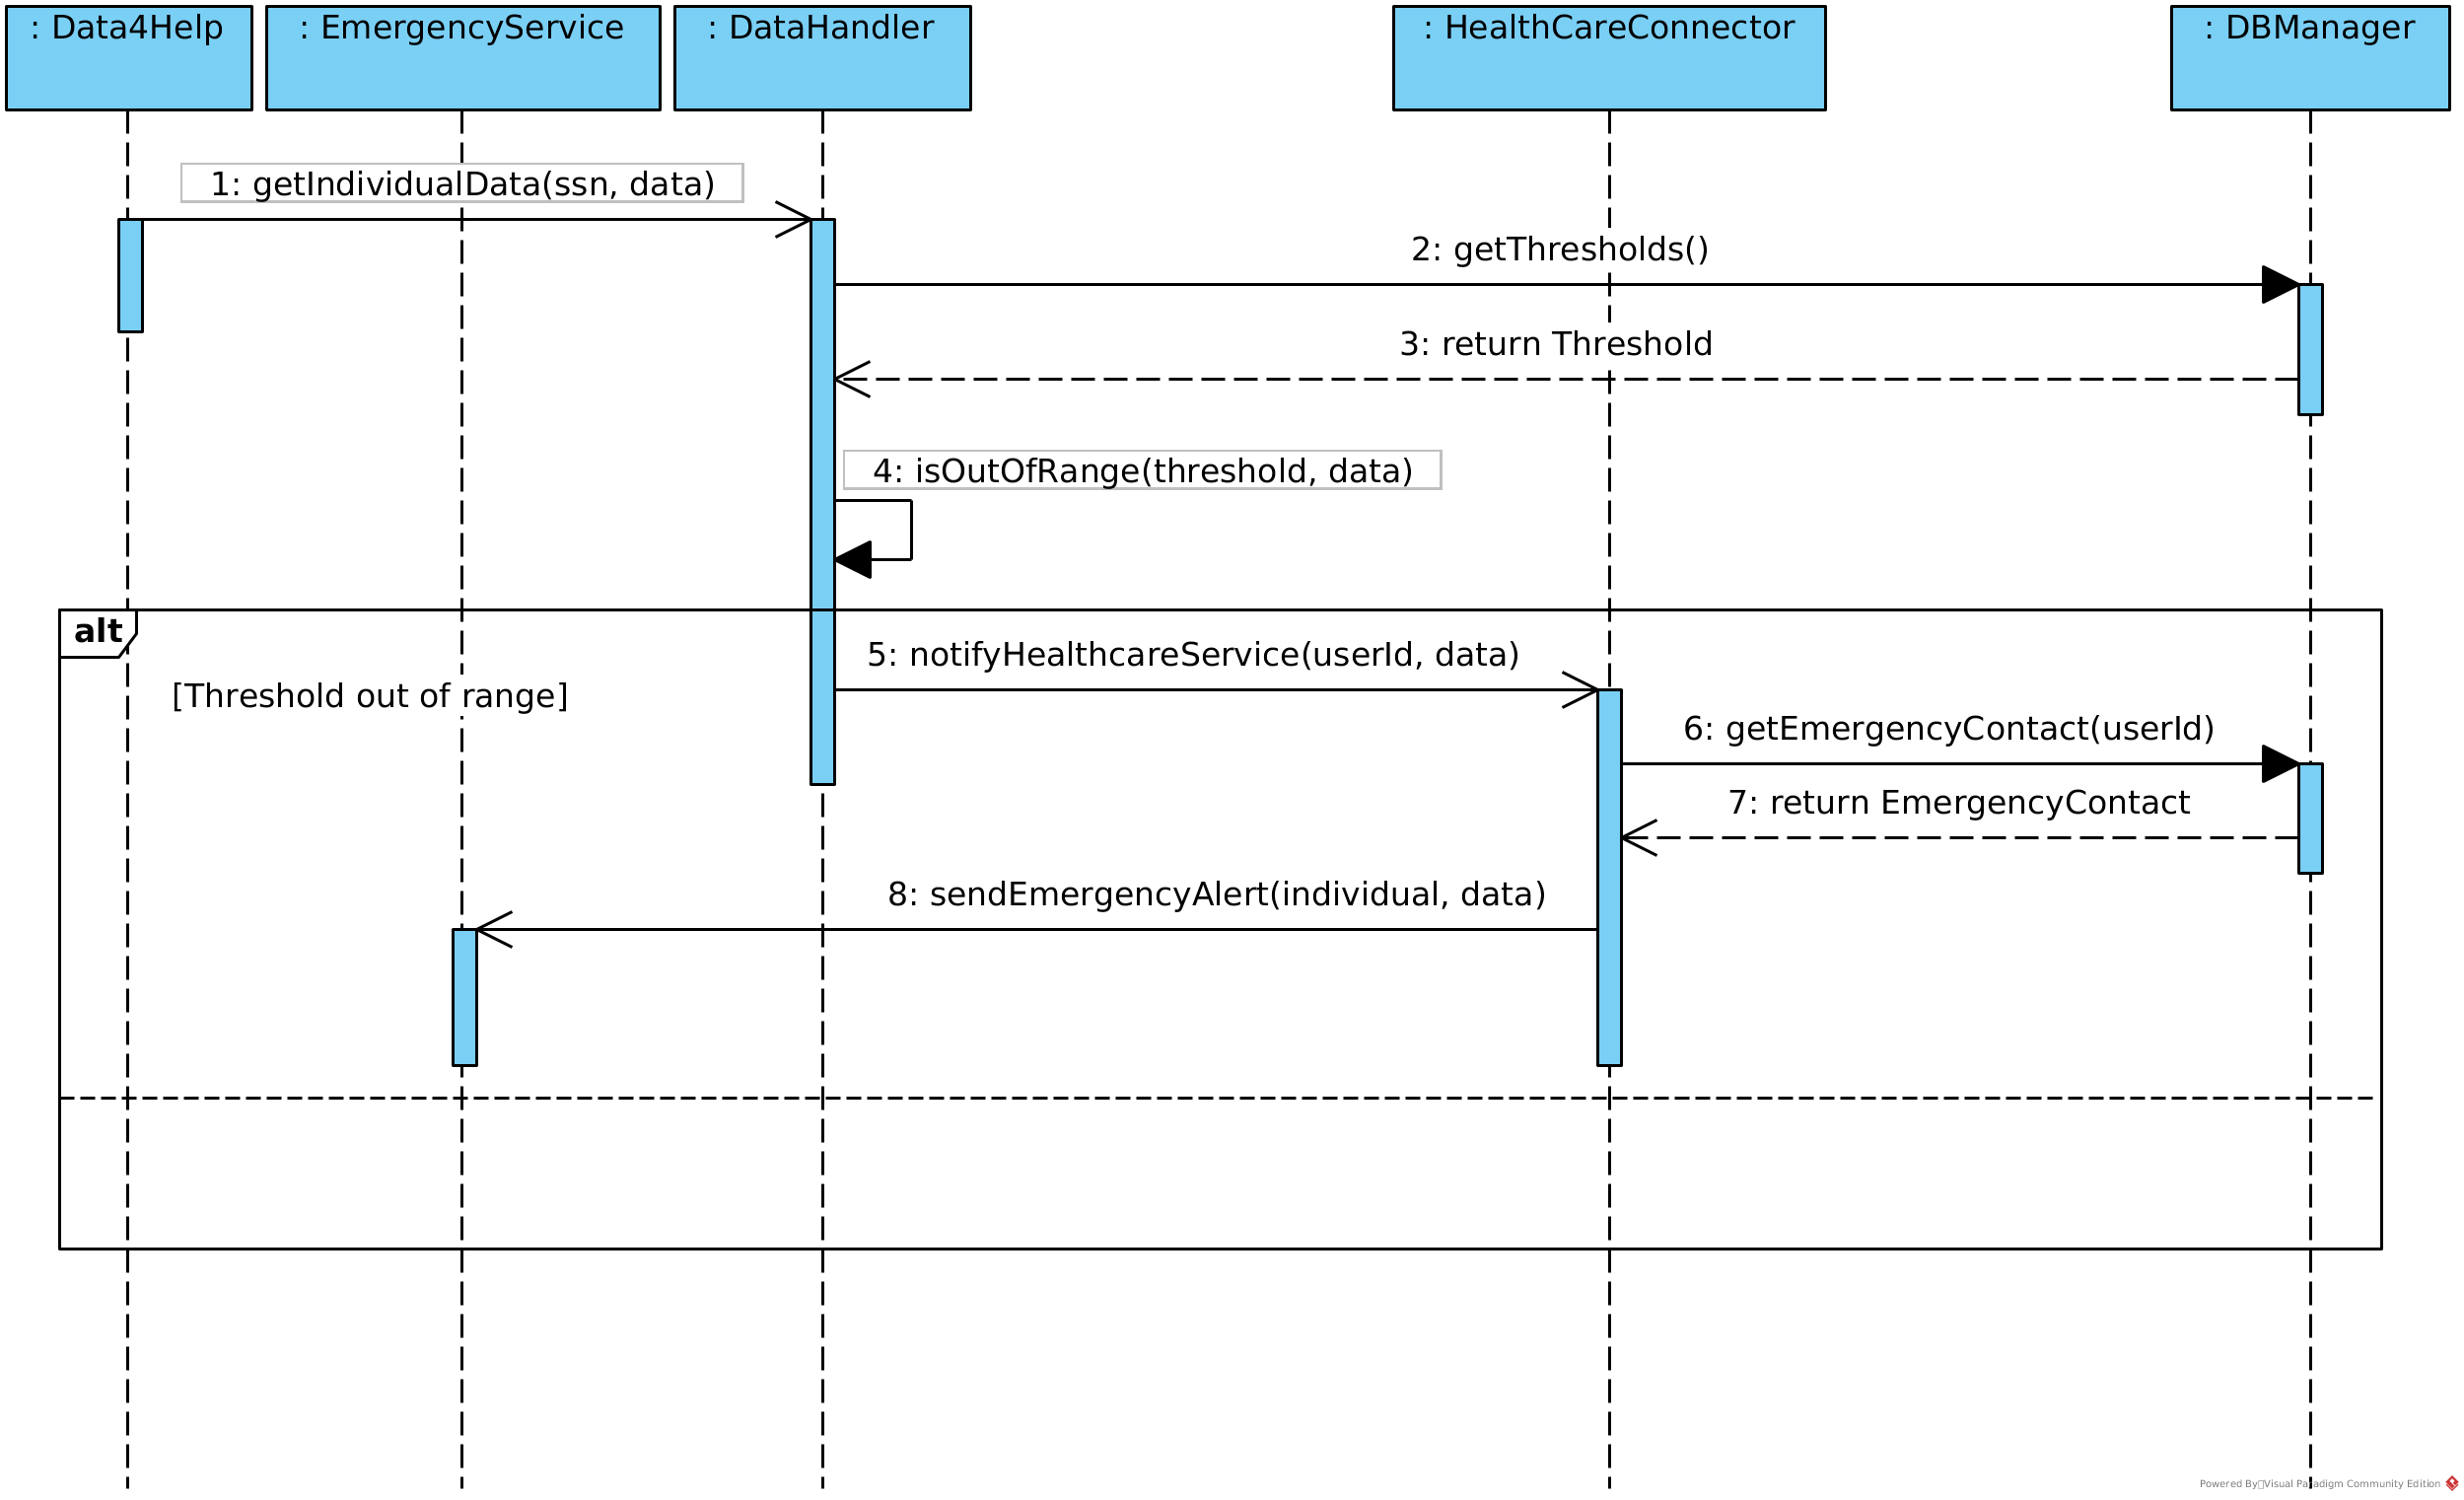 : Data4Help
: EmergencyService
: DataHandler
: HealthCareConnector
: DBManager
1: getIndividualData(ssn, data)
2: getThresholds()
3: return Threshold
4: isOutOfRange(threshold, data)
alt
5: notifyHealthcareService(userId, data)
[Threshold out of range]
6: getEmergencyContact(userId)
7: return EmergencyContact
8: sendEmergencyAlert(individual, data)
Powered By Visual Paradigm Community Edition